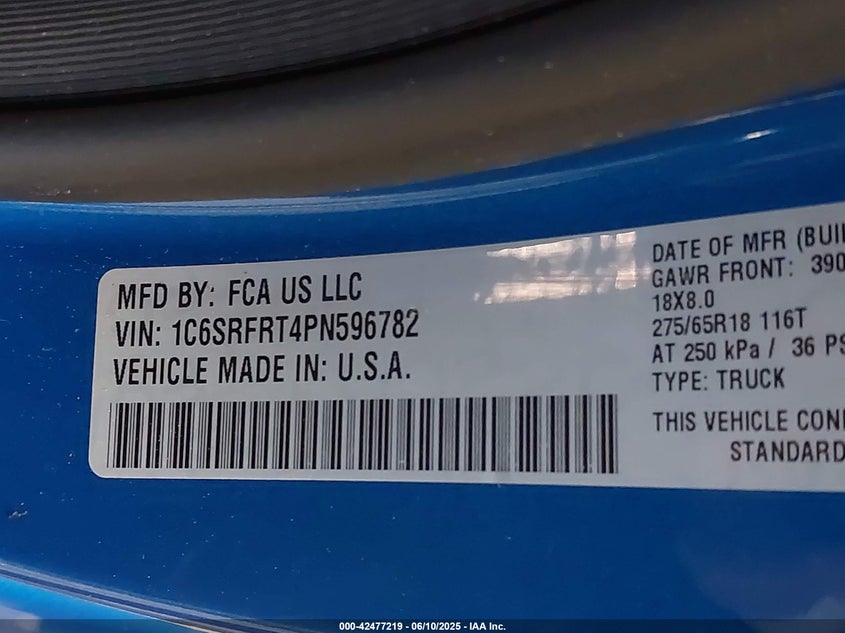 MFD BY: FCA US LLC
VIN: 1C6SRFRT4PN596782
VEHICLE MADE IN: U.S.A.
DATE OF MFR (BUI
GAWR FRONT: 390
18X8.0
275/65R18 116T
AT 250 kPa / 36 PS
TYPE: TRUCK
THIS VEHICLE CON
STANDARD
000-42477219 - 06/10/2025 - IAA Inc.